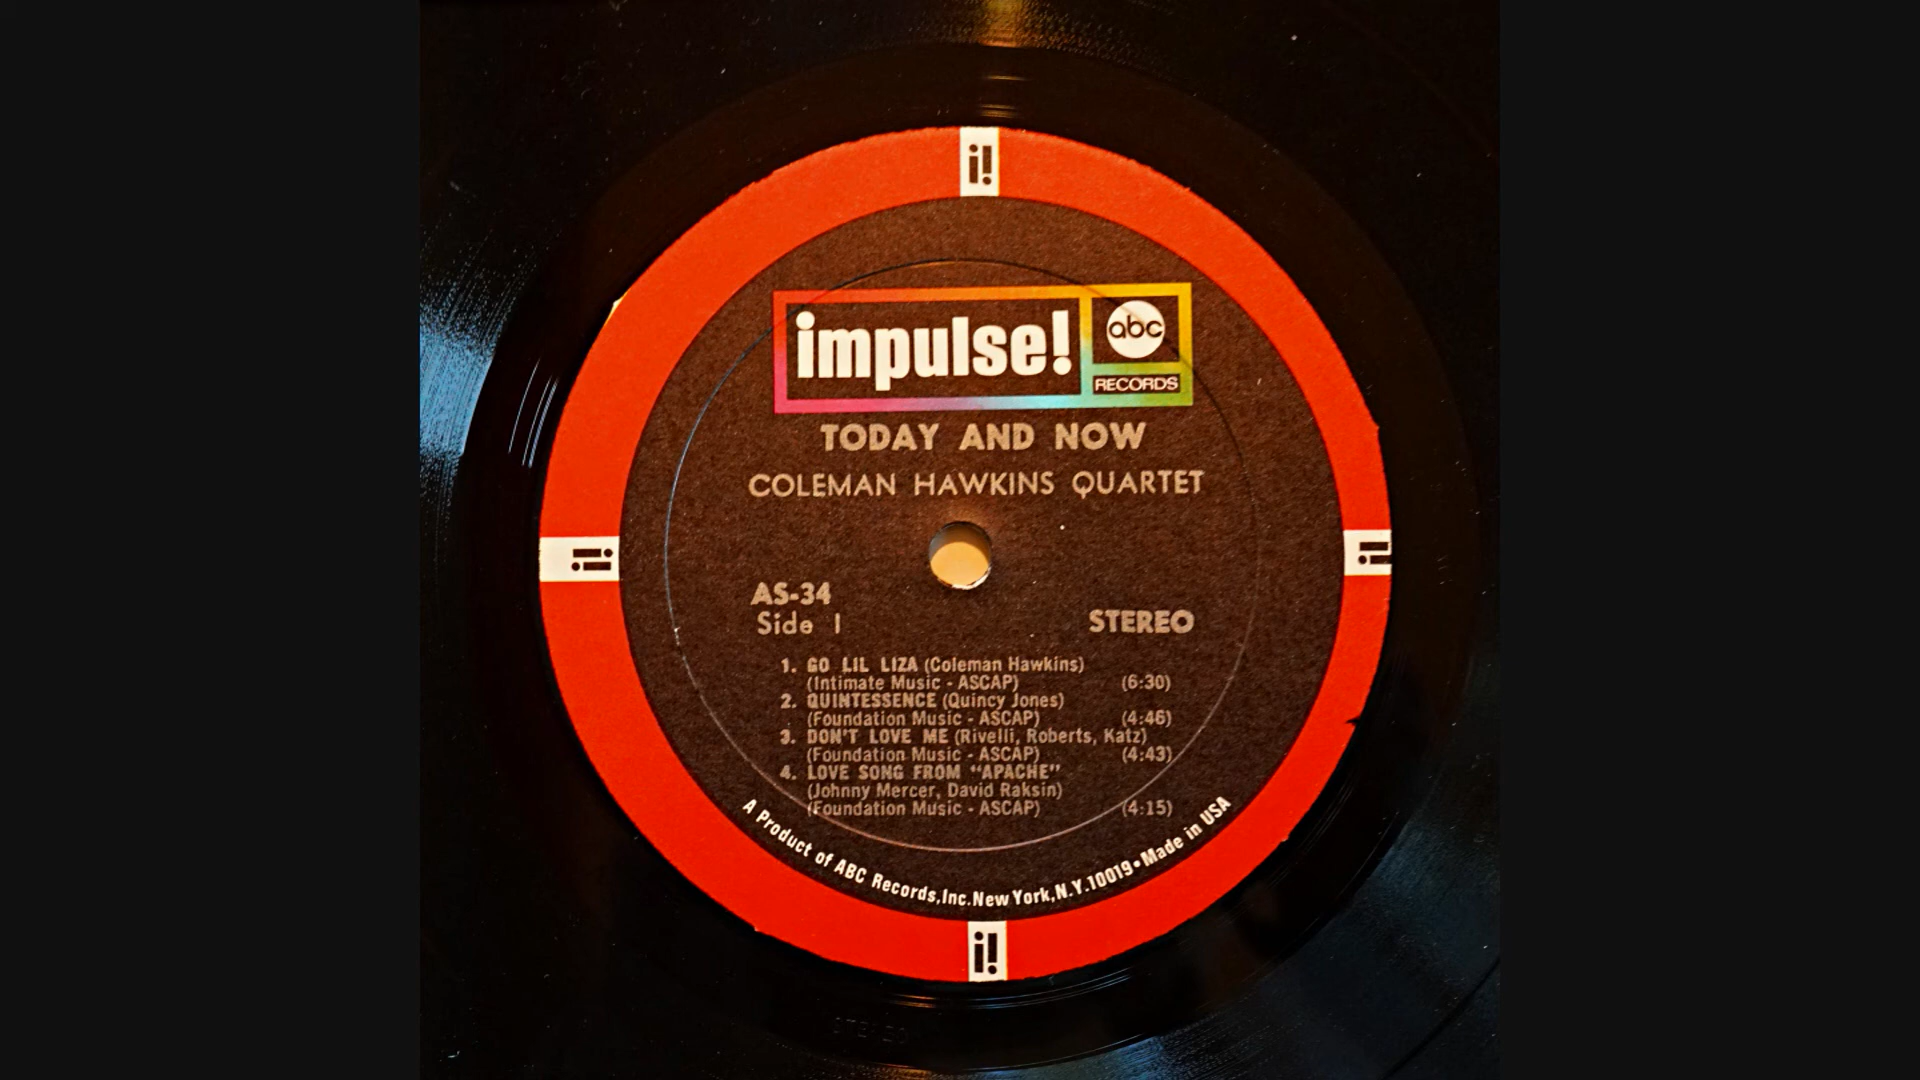 i!
impulse! abc
RECORDS
TODAY AND NOW
COLEMAN HAWKINS QUARTET
i!
i!
AS-34
Side 1
STEREO
1. GO LIL LIZA (Coleman Hawkins)
(Intimate Music - ASCAP) (6:30)
2. QUINTESSENCE (Quincy Jones)
(Foundation Music - ASCAP) (4:46)
3. DON'T LOVE ME (Rivelli, Roberts, Katz)
(Foundation Music - ASCAP) (4:43)
4. LOVE SONG FROM "APACHE"
(Johnny Mercer, David Raksin)
(Foundation Music - ASCAP) (4:15)
A Product of ABC Records, Inc. New York, N.Y. 10019 • Made in USA
i!
STEREO